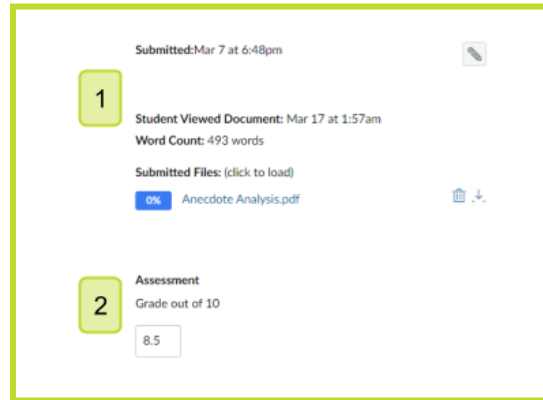 Submitted:Mar 7 at 6:48pm
1
Student Viewed Document: Mar 17 at 1:57am
Word Count: 493 words
Submitted Files: (click to load)
0% Anecdote Analysis.pdf
Assessment
2
Grade out of 10
8.5